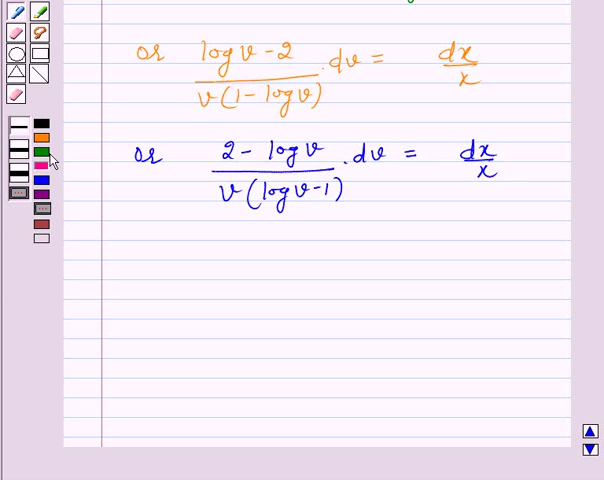 or (log v - 2)/(v(1 - log v)) . dv = dx/x
or (2 - log v)/(v(log v - 1)) . dv = dx/x